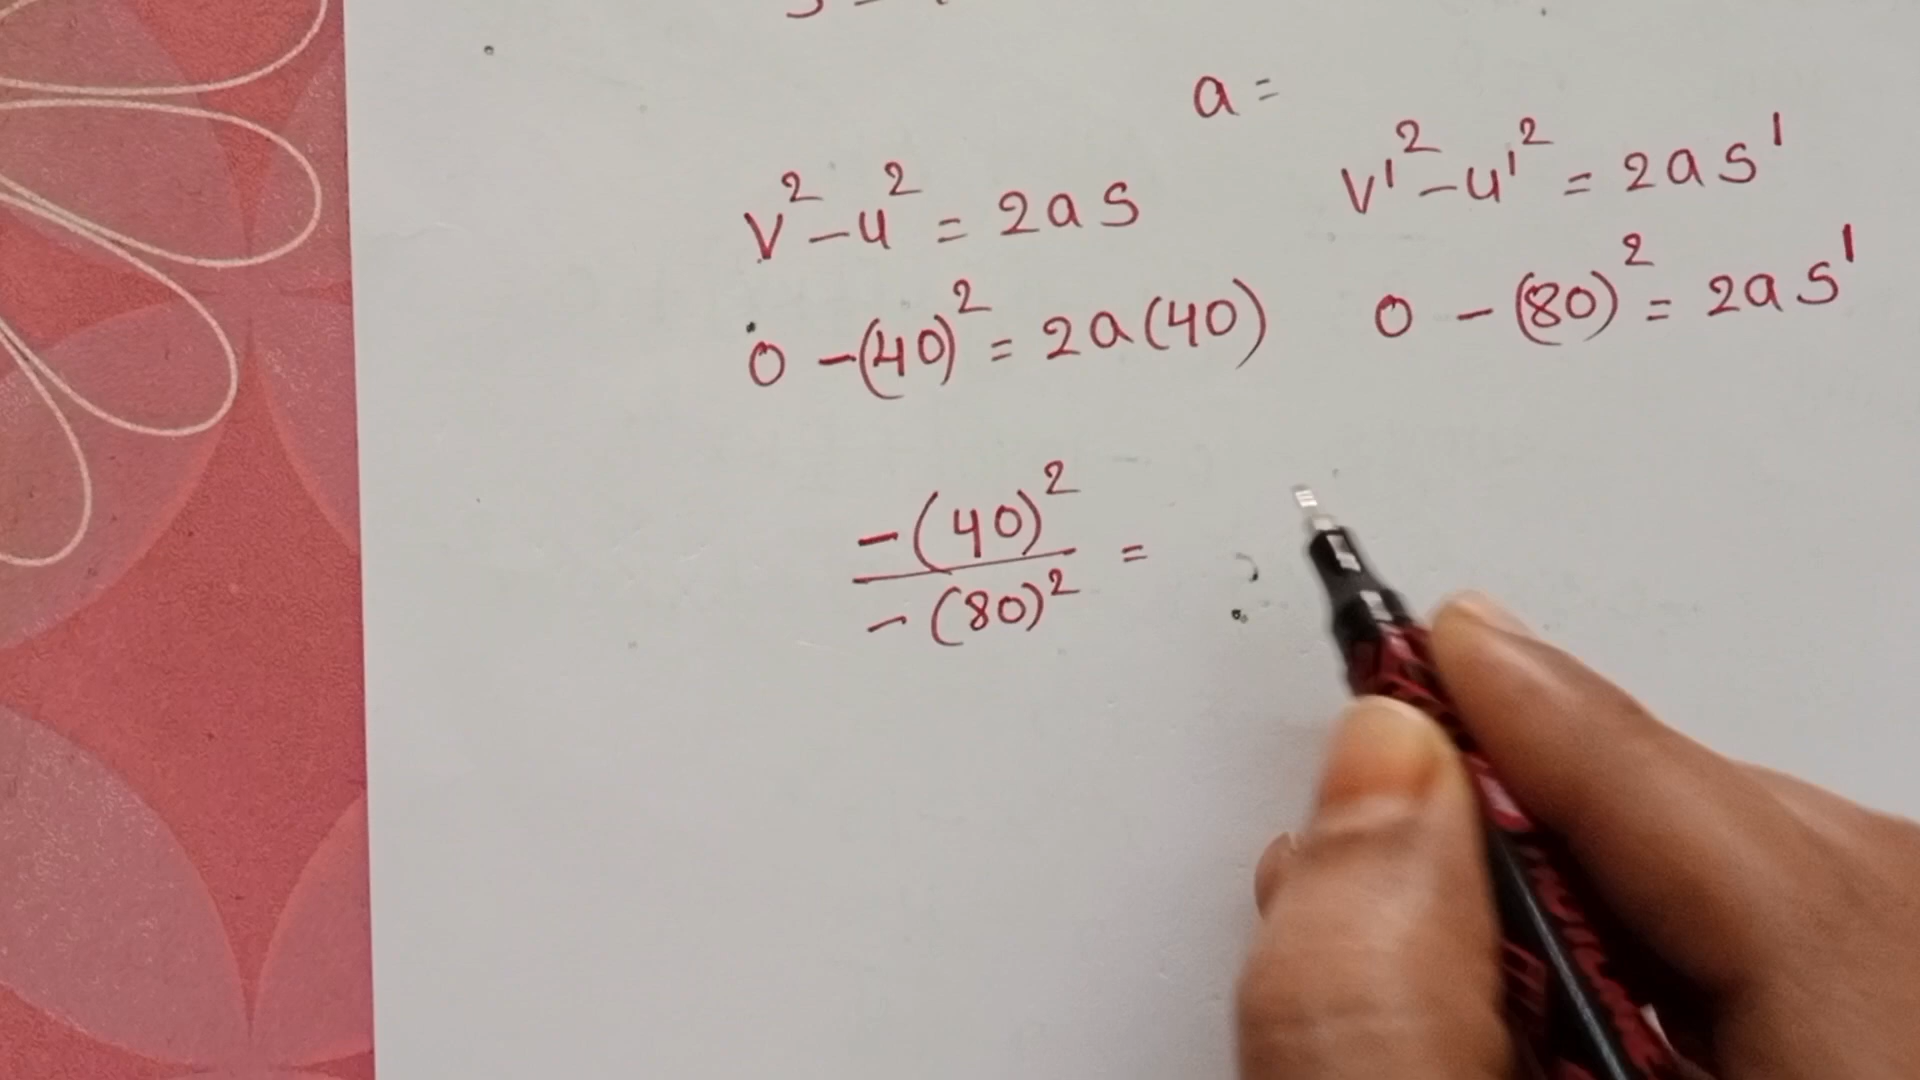 a =
v² - u² = 2as
v'² - u'² = 2as'
0 - (40)² = 2a(40)
0 - (80)² = 2as'
-(40)² / -(80)² =